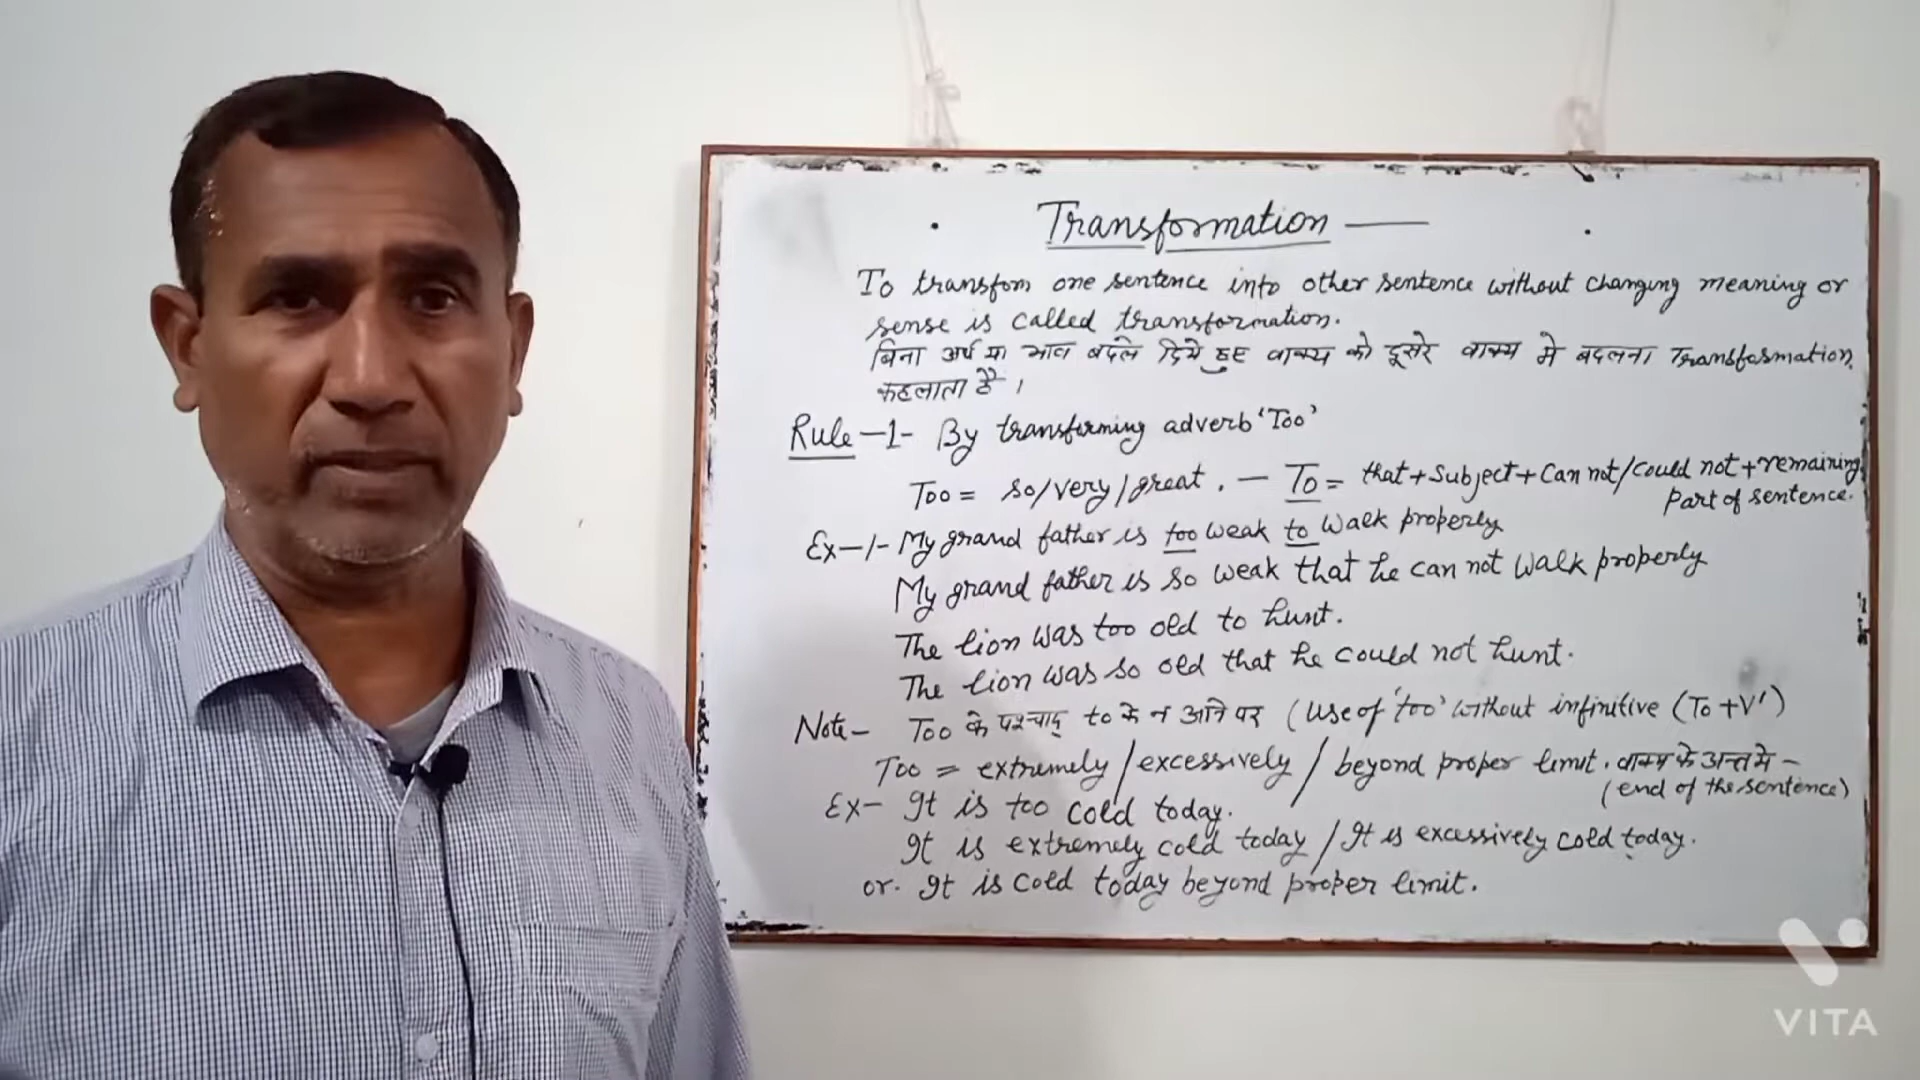 Transformation
To transfom one sentence into other sentence without changing meaning or
sense is called transformation.
बिना अर्थ या भाव बदले दिये हुए वाक्य को दूसरे वाक्य मे बदलना Transformation
कहलाता है।
Rule-1- By transforming adverb 'Too'
Too = so/very/great. - To = that+subject+Can not/could not+remaining
part of sentence.
Ex-1- My grand father is too weak to walk properly
My grand father is so weak that he can not walk properly
The lion was too old to hunt.
The lion was so old that he could not hunt.
Note- Too के पश्चाद् to के न आने पर (use of 'too' without infinitive (To+V')
Too = extremely/excessively/beyond proper limit. वाक्य के अन्त मे -
(end of the sentence)
Ex- It is too cold today.
It is extremely cold today/It is excessively cold today.
or. It is cold today beyond proper limit.
VITA